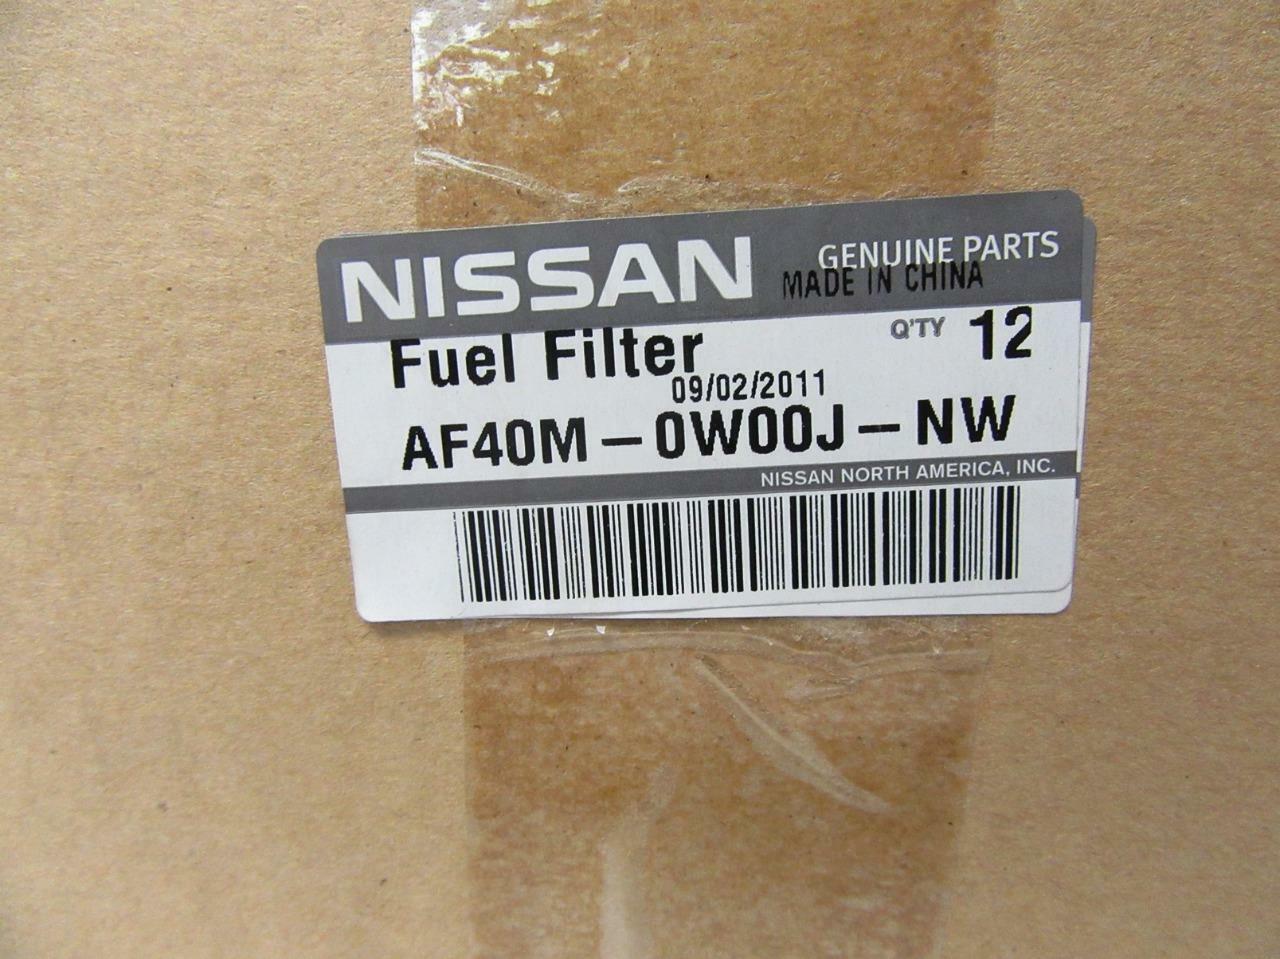 NISSAN GENUINE PARTS
MADE IN CHINA
Fuel Filter Q'TY 12
09/02/2011
AF40M-0W00J-NW
NISSAN NORTH AMERICA, INC.